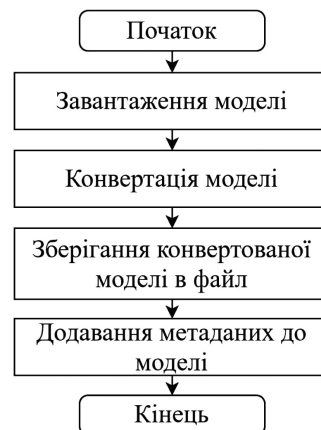 Початок
Завантаження моделі
Конвертація моделі
Зберігання конвертованої
моделі в файл
Додавання метаданих до
моделі
Кінець